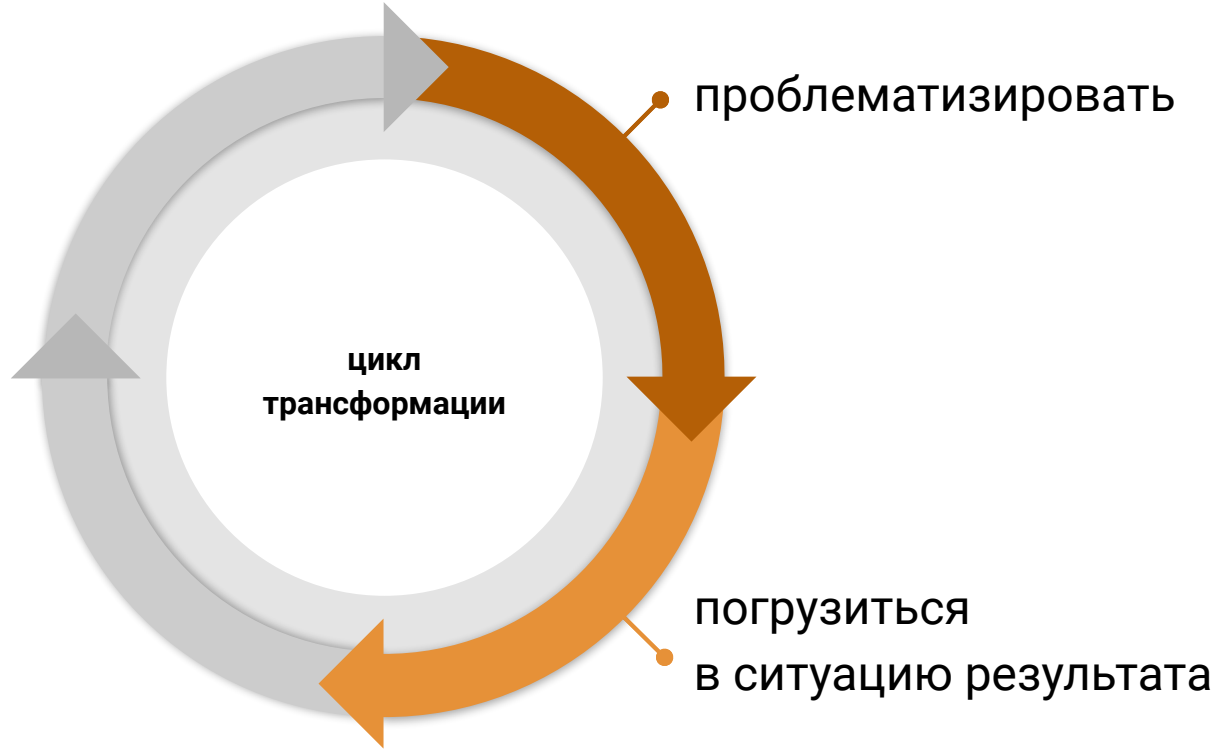 проблематизировать
цикл
трансформации
погрузиться
в ситуацию результата